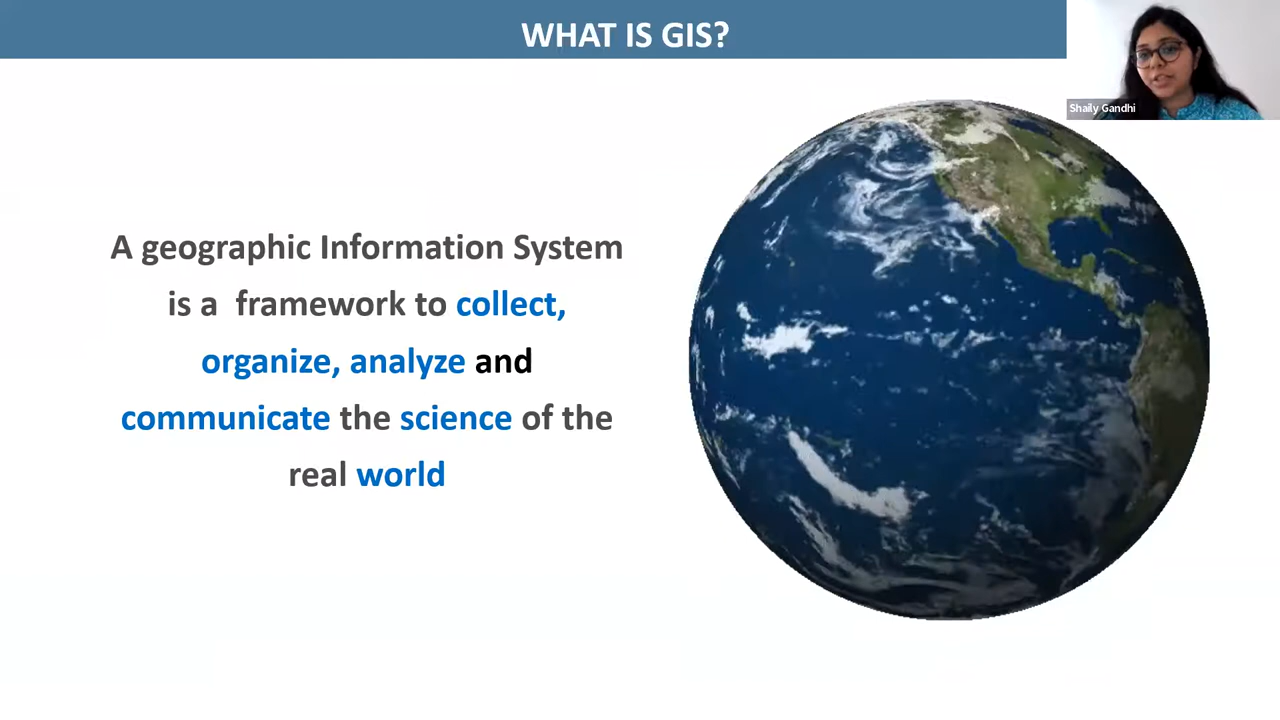 WHAT IS GIS?
Shaily Gandhi
A geographic Information System
is a framework to collect,
organize, analyze and
communicate the science of the
real world